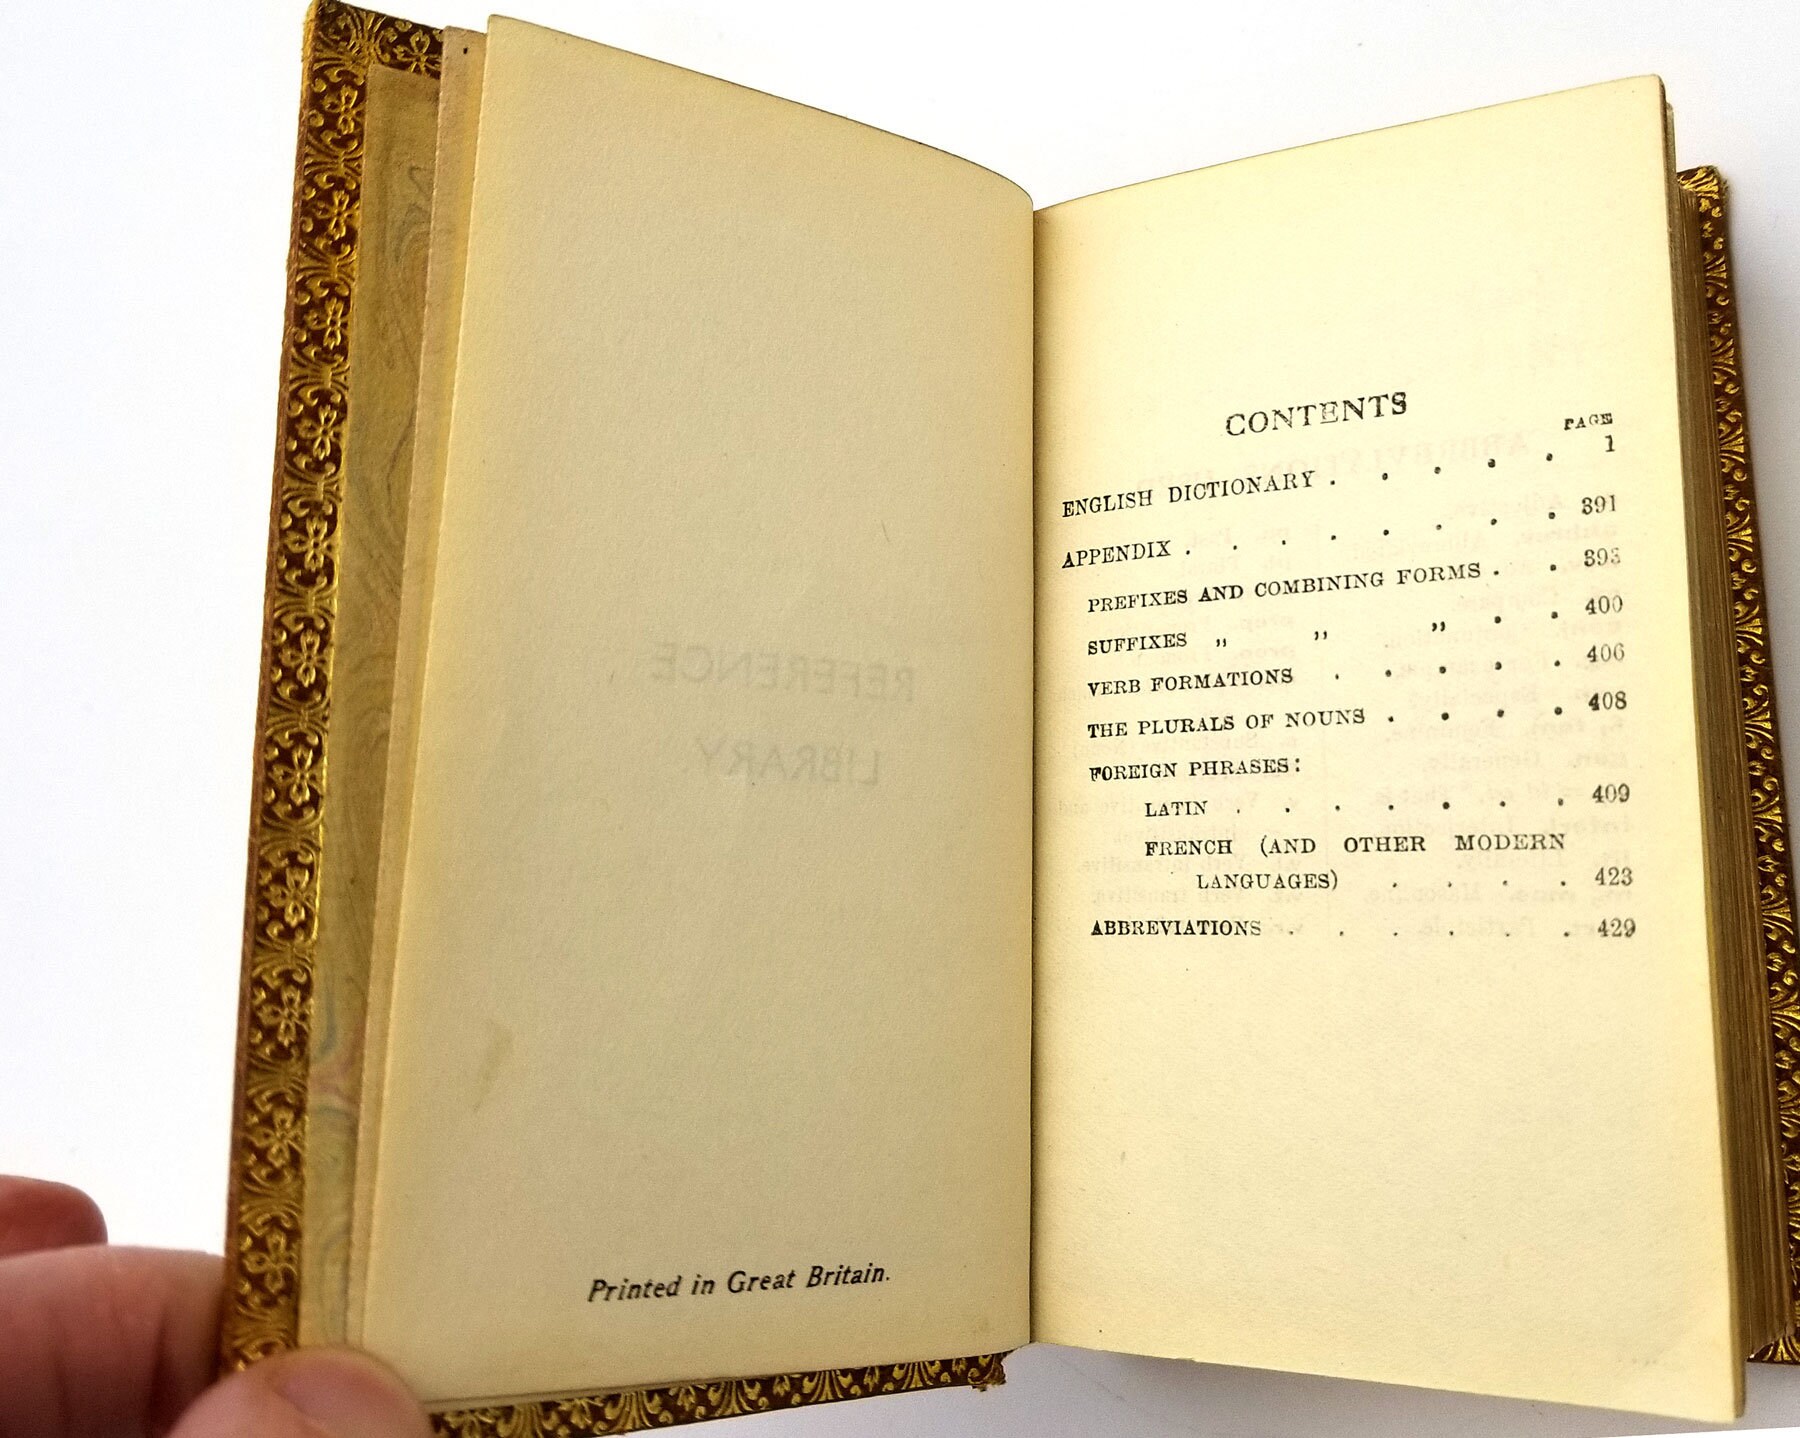 REFERENCE
LIBRARY
Printed in Great Britain.
CONTENTS
PAGE
ENGLISH DICTIONARY . . . . . 1
APPENDIX . . . . . . . . 391
PREFIXES AND COMBINING FORMS . . 393
SUFFIXES „ „ „ . . 400
VERB FORMATIONS . . . . . 406
THE PLURALS OF NOUNS . . . . 408
FOREIGN PHRASES:
LATIN . . . . . . . 409
FRENCH (AND OTHER MODERN
LANGUAGES) . . . . 423
ABBREVIATIONS . . . . . . 429